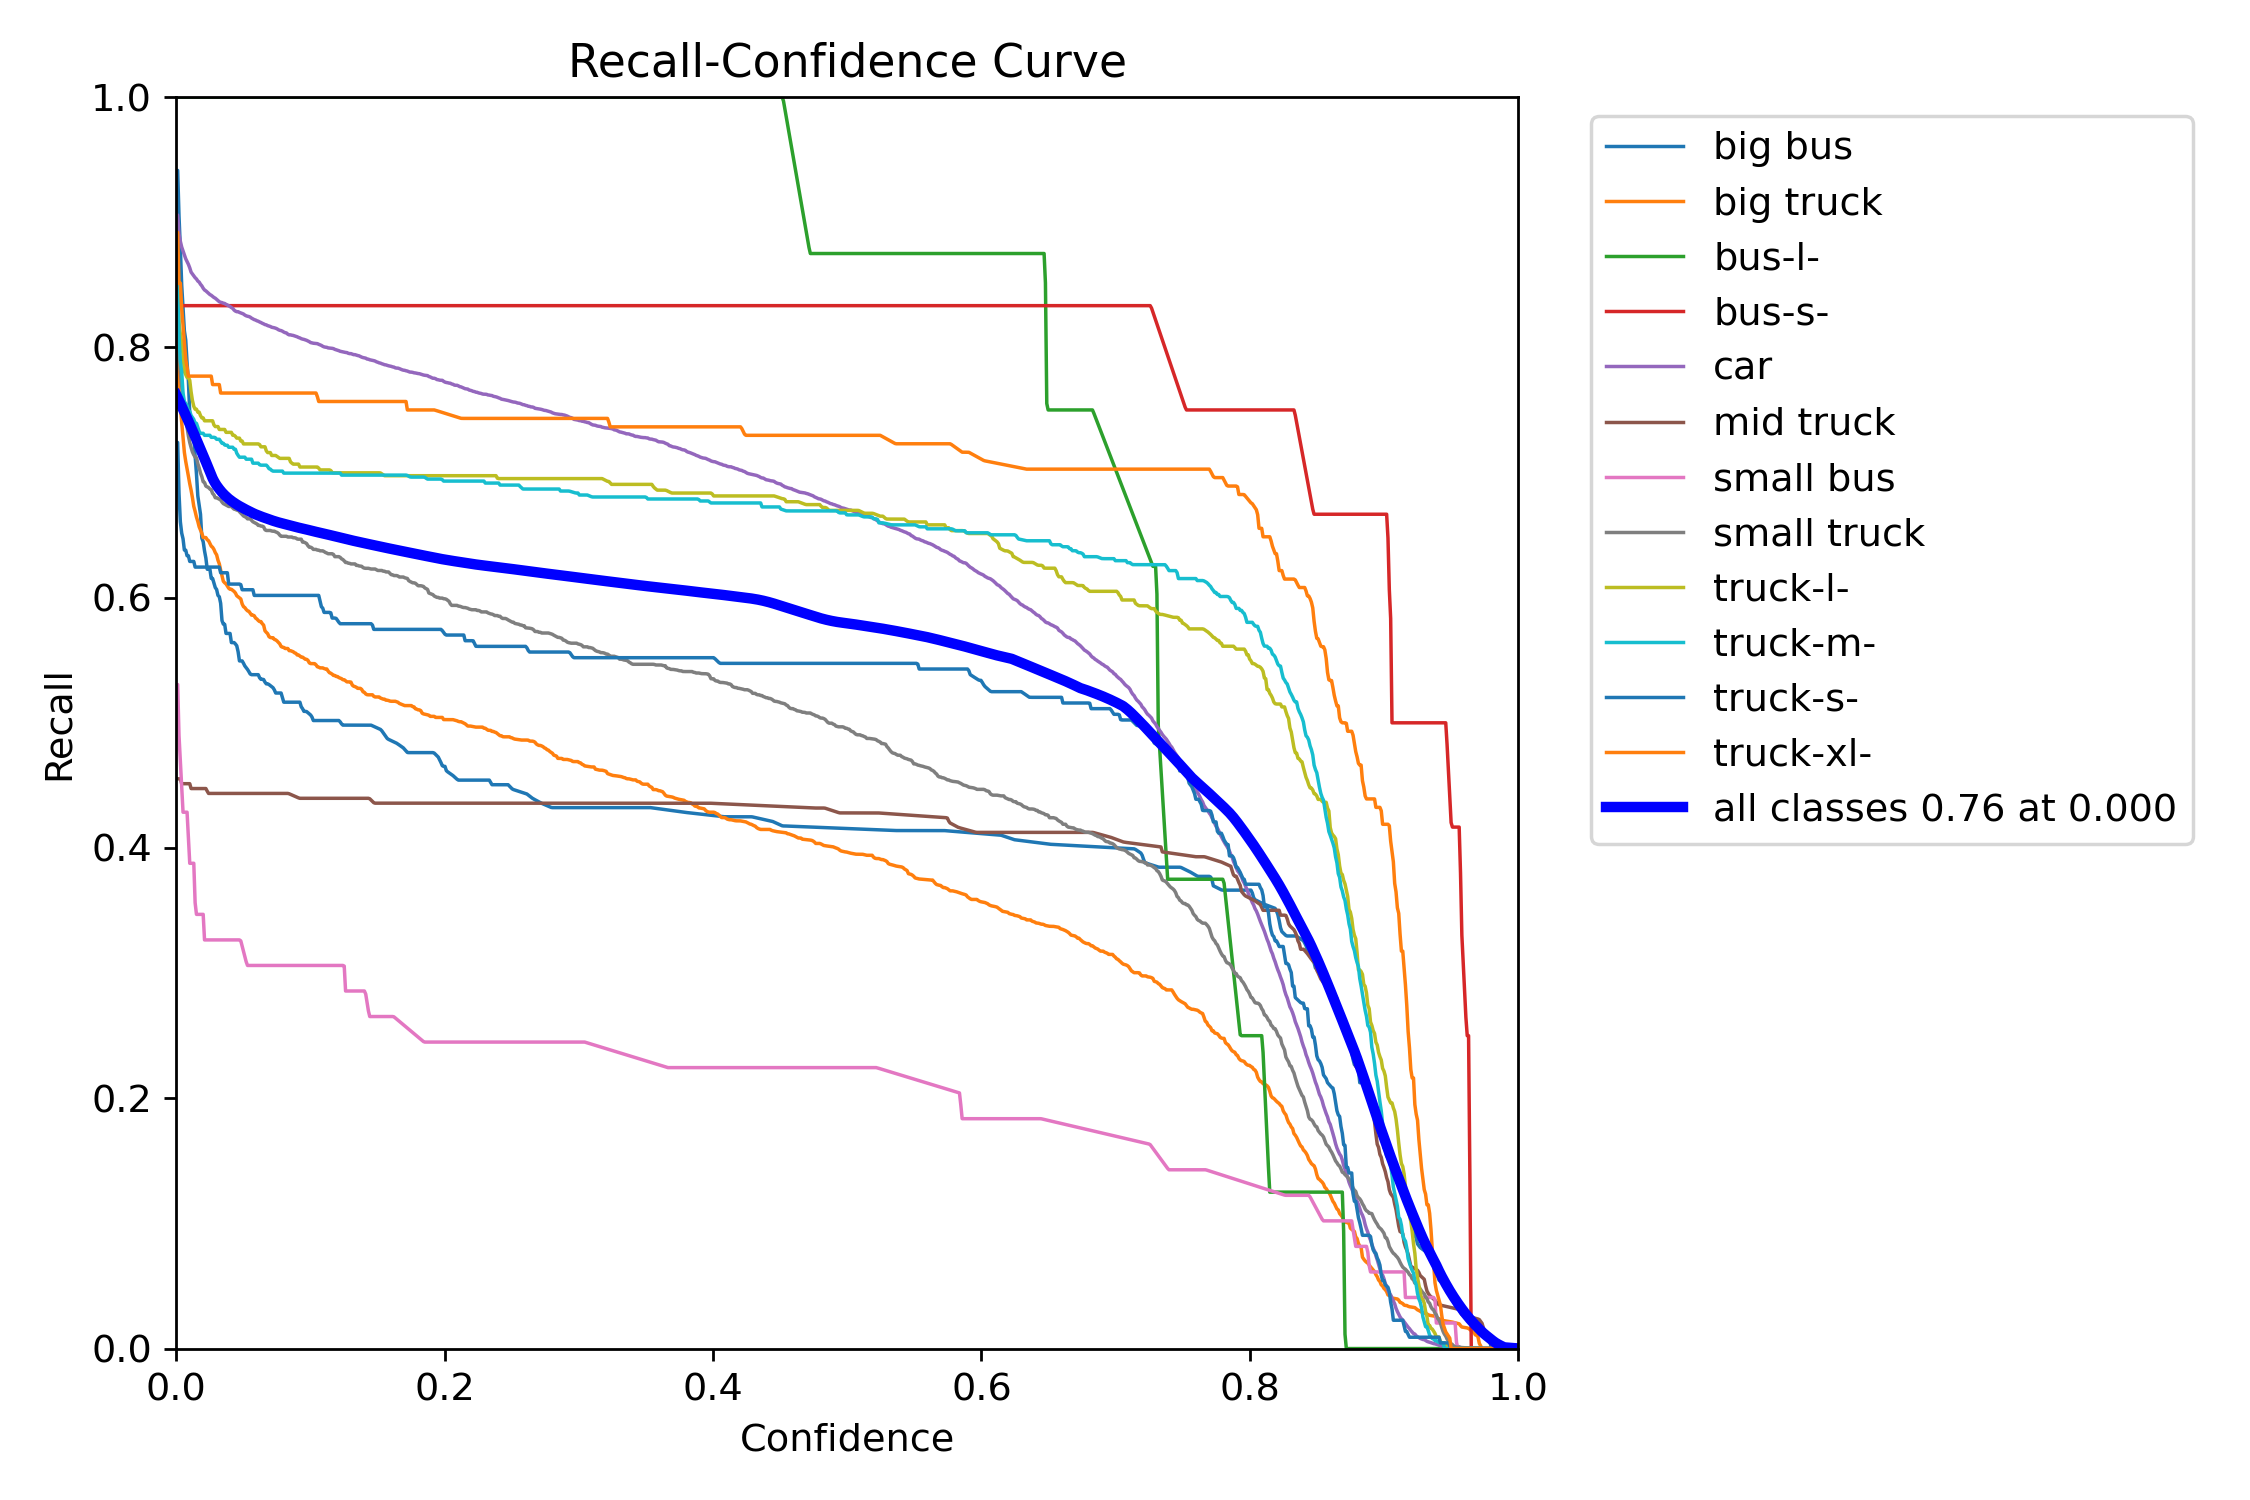 Recall-Confidence Curve
1.0
0.8
0.6
0.4
0.2
0.0
Recall
0.0 0.2 0.4 0.6 0.8 1.0
Confidence
big bus
big truck
bus-l-
bus-s-
car
mid truck
small bus
small truck
truck-l-
truck-m-
truck-s-
truck-xl-
all classes 0.76 at 0.000